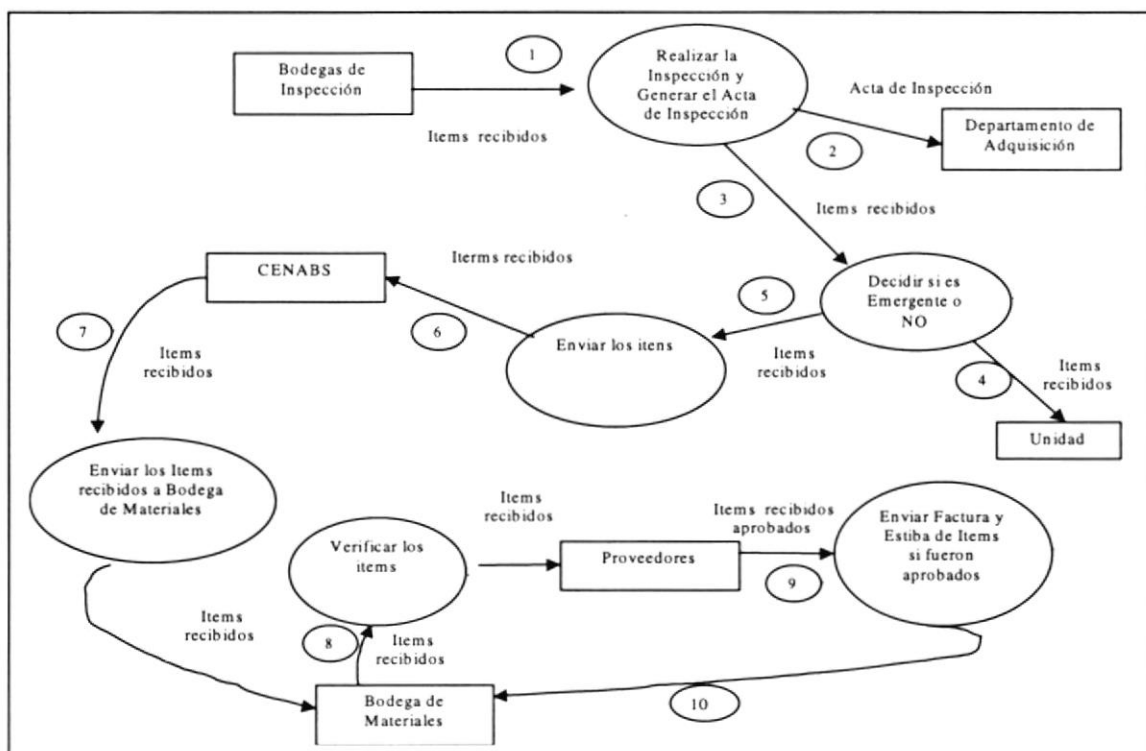 1
Bodegas de
Inspección
Items recibidos
Realizar la
Inspección y
Generar el Acta
de Inspección
Acta de Inspección
2
Departamento de
Adquisición
3
Items recibidos
Iterms recibidos
CENABS
Decidir si es
Emergente o
NO
5
6
7
Enviar los itens
Items
recibidos
Items
recibidos
4
Items
recibidos
Unidad
Enviar los Items
recibidos a Bodega
de Materiales
Items
recibidos
Items recibidos
aprobados
Enviar Factura y
Estiba de Items
si fueron
aprobados
Verificar los
items
Proveedores
9
Items
recibidos
8
Items
recibidos
Bodega de
Materiales
10